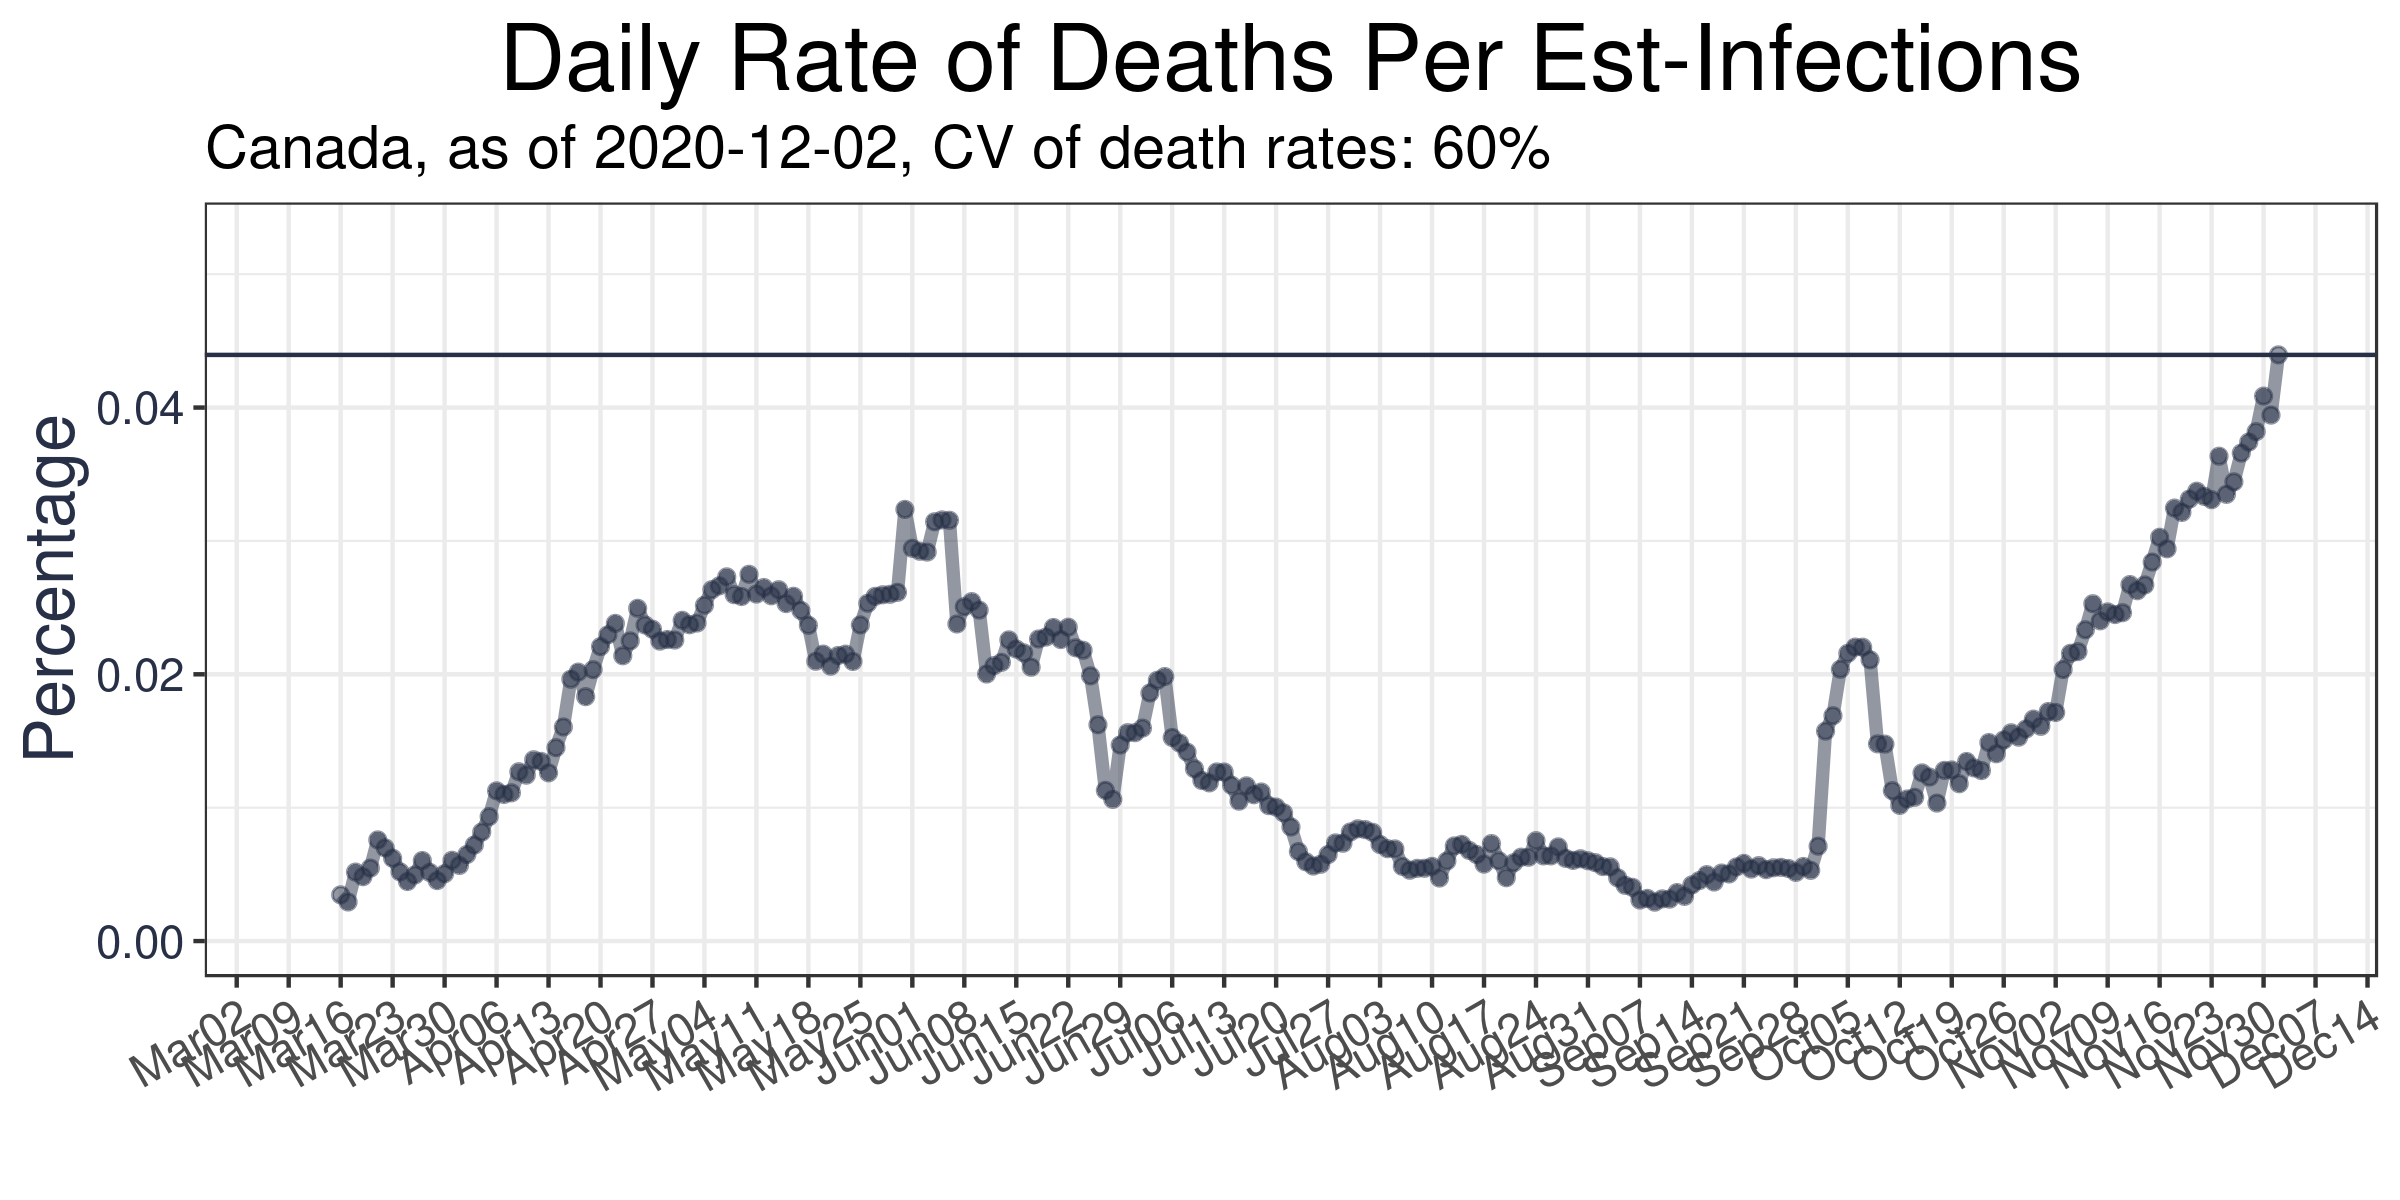 Daily Rate of Deaths Per Est-Infections
Canada, as of 2020-12-02, CV of death rates: 60%
Percentage
0.04
0.02
0.00
Mar02
Mar09
Mar16
Mar23
Mar30
Apr06
Apr13
Apr20
Apr27
May04
May11
May18
May25
Jun01
Jun08
Jun15
Jun22
Jun29
Jul06
Jul13
Jul20
Jul27
Aug03
Aug10
Aug17
Aug24
Aug31
Sep07
Sep14
Sep21
Sep28
Oct05
Oct12
Oct19
Oct26
Nov02
Nov09
Nov16
Nov23
Nov30
Dec07
Dec14